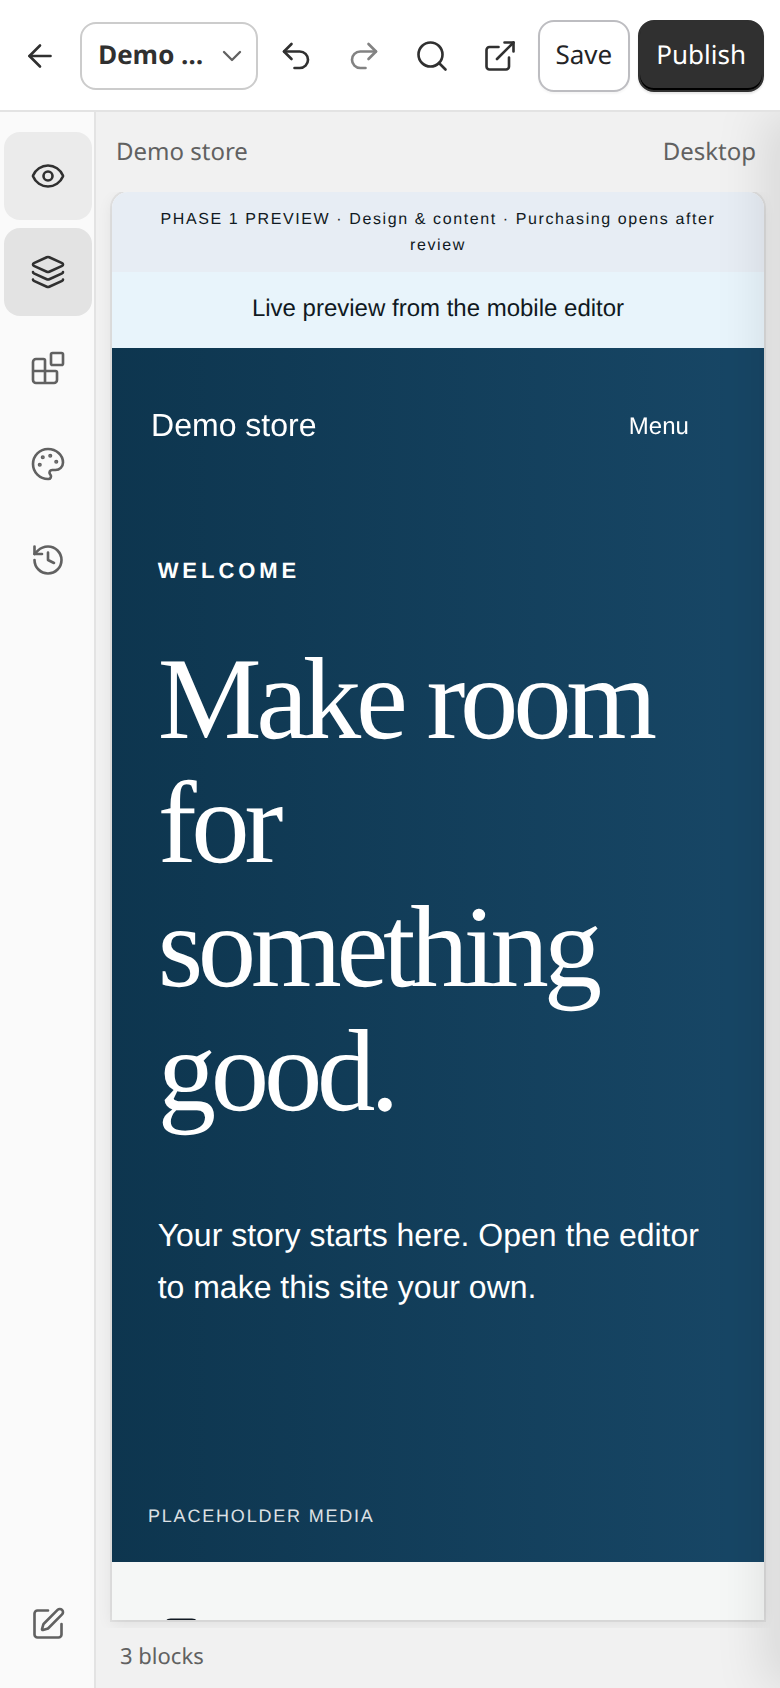 Demo ...
Save
Publish
Demo store
Desktop
PHASE 1 PREVIEW · Design & content · Purchasing opens after
review
Live preview from the mobile editor
Demo store
Menu
WELCOME
Make room
for
something
good.
Your story starts here. Open the editor
to make this site your own.
PLACEHOLDER MEDIA
3 blocks